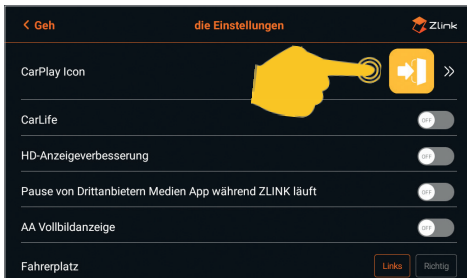 < Geh die Einstellungen Zlink
CarPlay Icon »
CarLife OFF
HD-Anzeigeverbesserung OFF
Pause von Drittanbietern Medien App während ZLINK läuft OFF
AA Vollbildanzeige OFF
Fahrerplatz Links Richtig